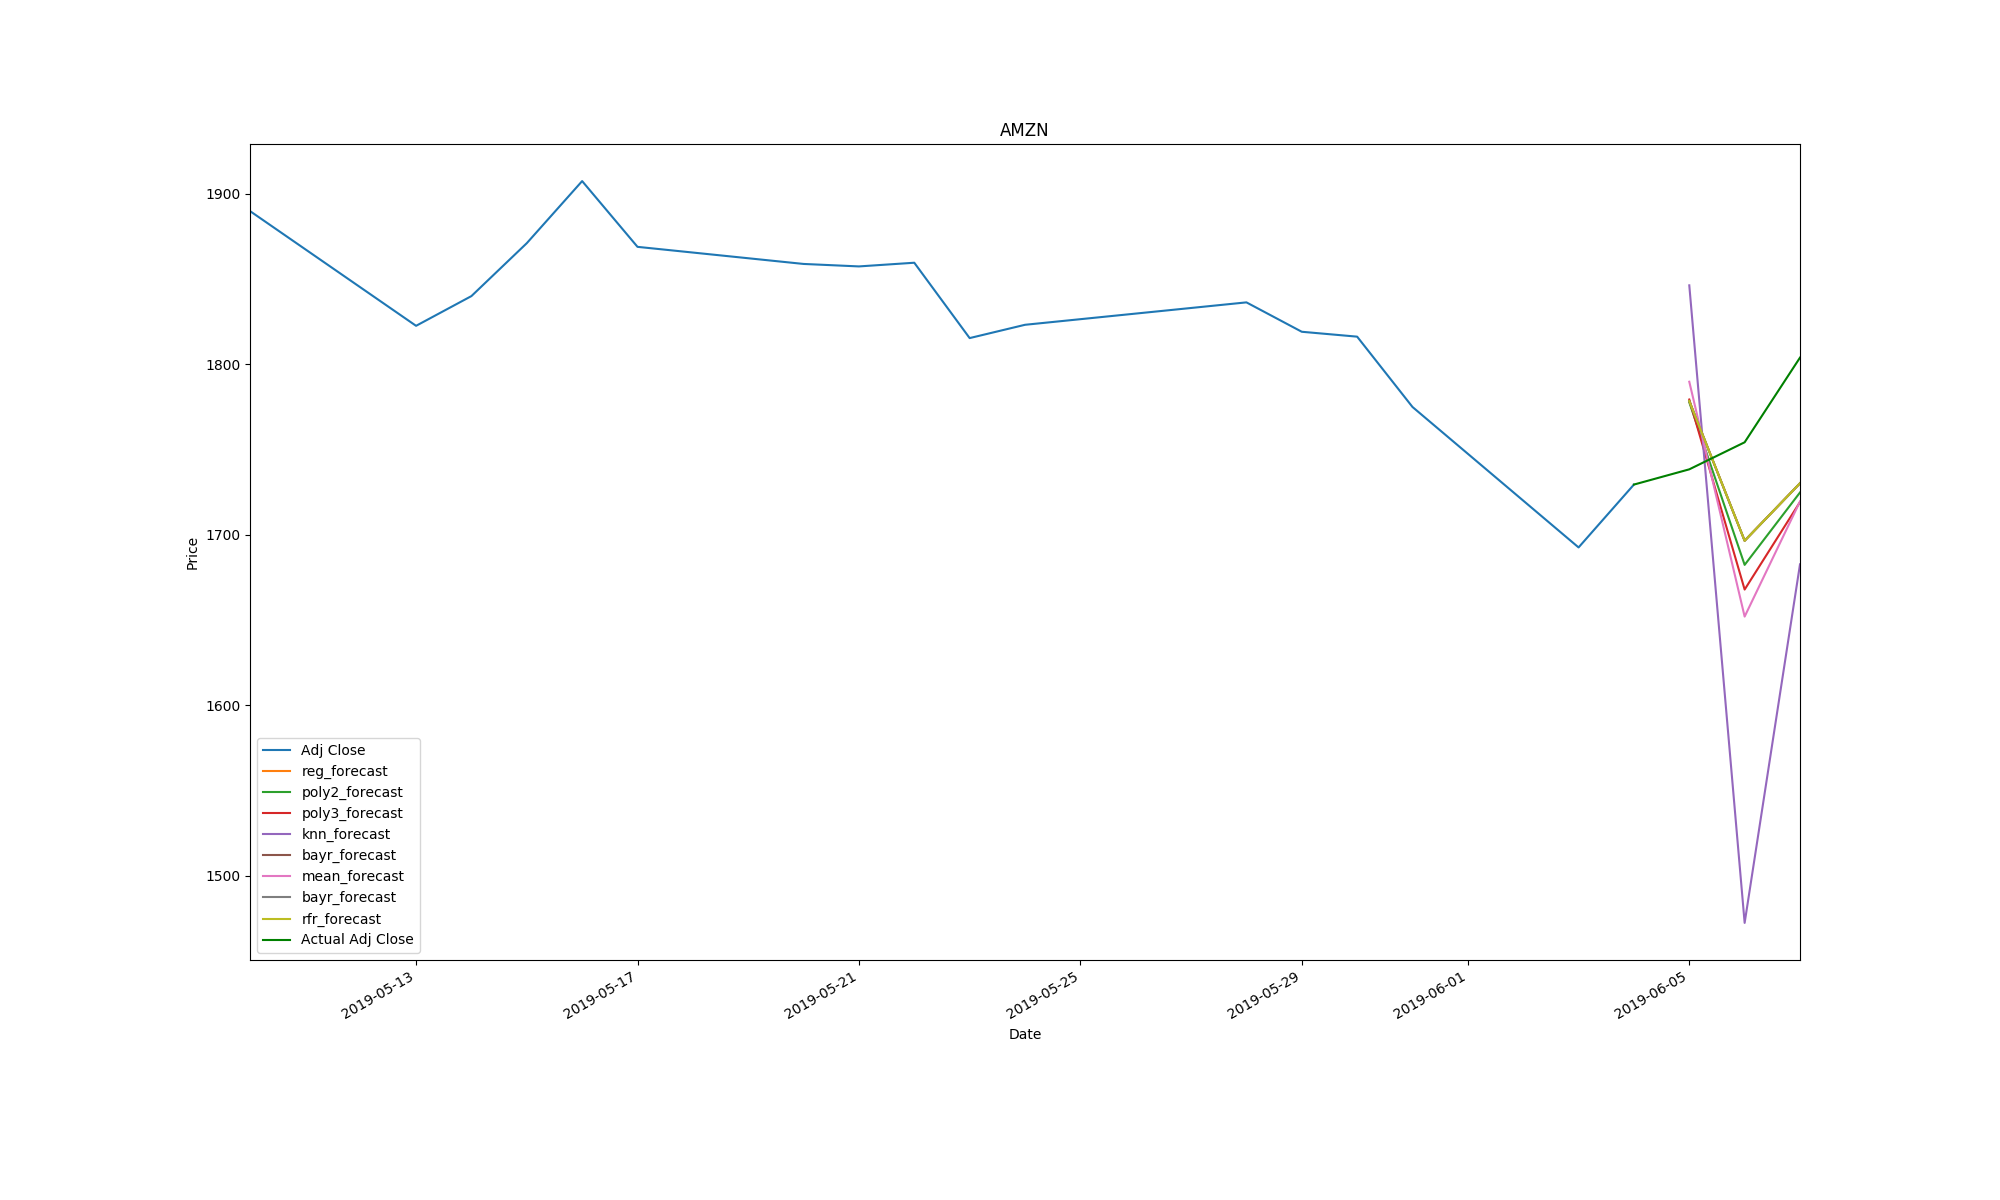 AMZN
1900
1800
1700
1600
1500
Price
Adj Close
reg_forecast
poly2_forecast
poly3_forecast
knn_forecast
bayr_forecast
mean_forecast
bayr_forecast
rfr_forecast
Actual Adj Close
2019-05-13
2019-05-17
2019-05-21
2019-05-25
2019-05-29
2019-06-01
2019-06-05
Date